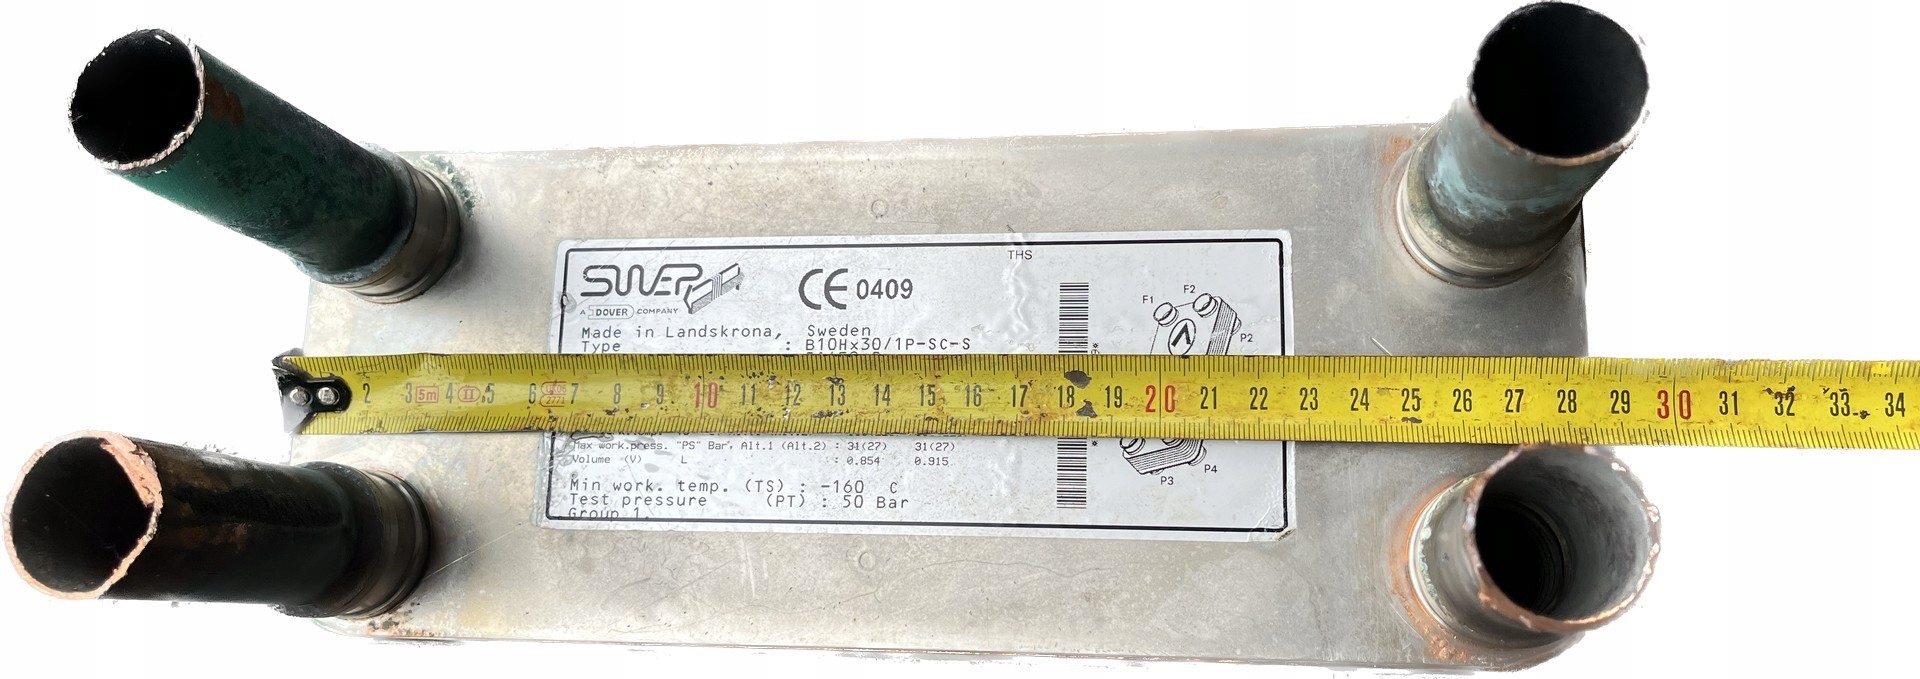 THS
SWEP
CE 0409
A DOVER COMPANY
F1 F2
Made in Landskrona, Sweden
Type : B10Hx30/1P-SC-S
P2
2 3 5m 4 II 5 6 7 8 9 10 11 12 13 14 15 16 17 18 19 20 21 22 23 24 25 26 27 28 29 30 31 32 33 34
Max work.press. "PS" Bar, Alt.1 (Alt.2) : 31(27) 31(27)
Volume (V) L : 0.854 0.915
P4
P3
Min work. temp. (TS) : -160 C
Test pressure (PT) : 50 Bar
Group 1.